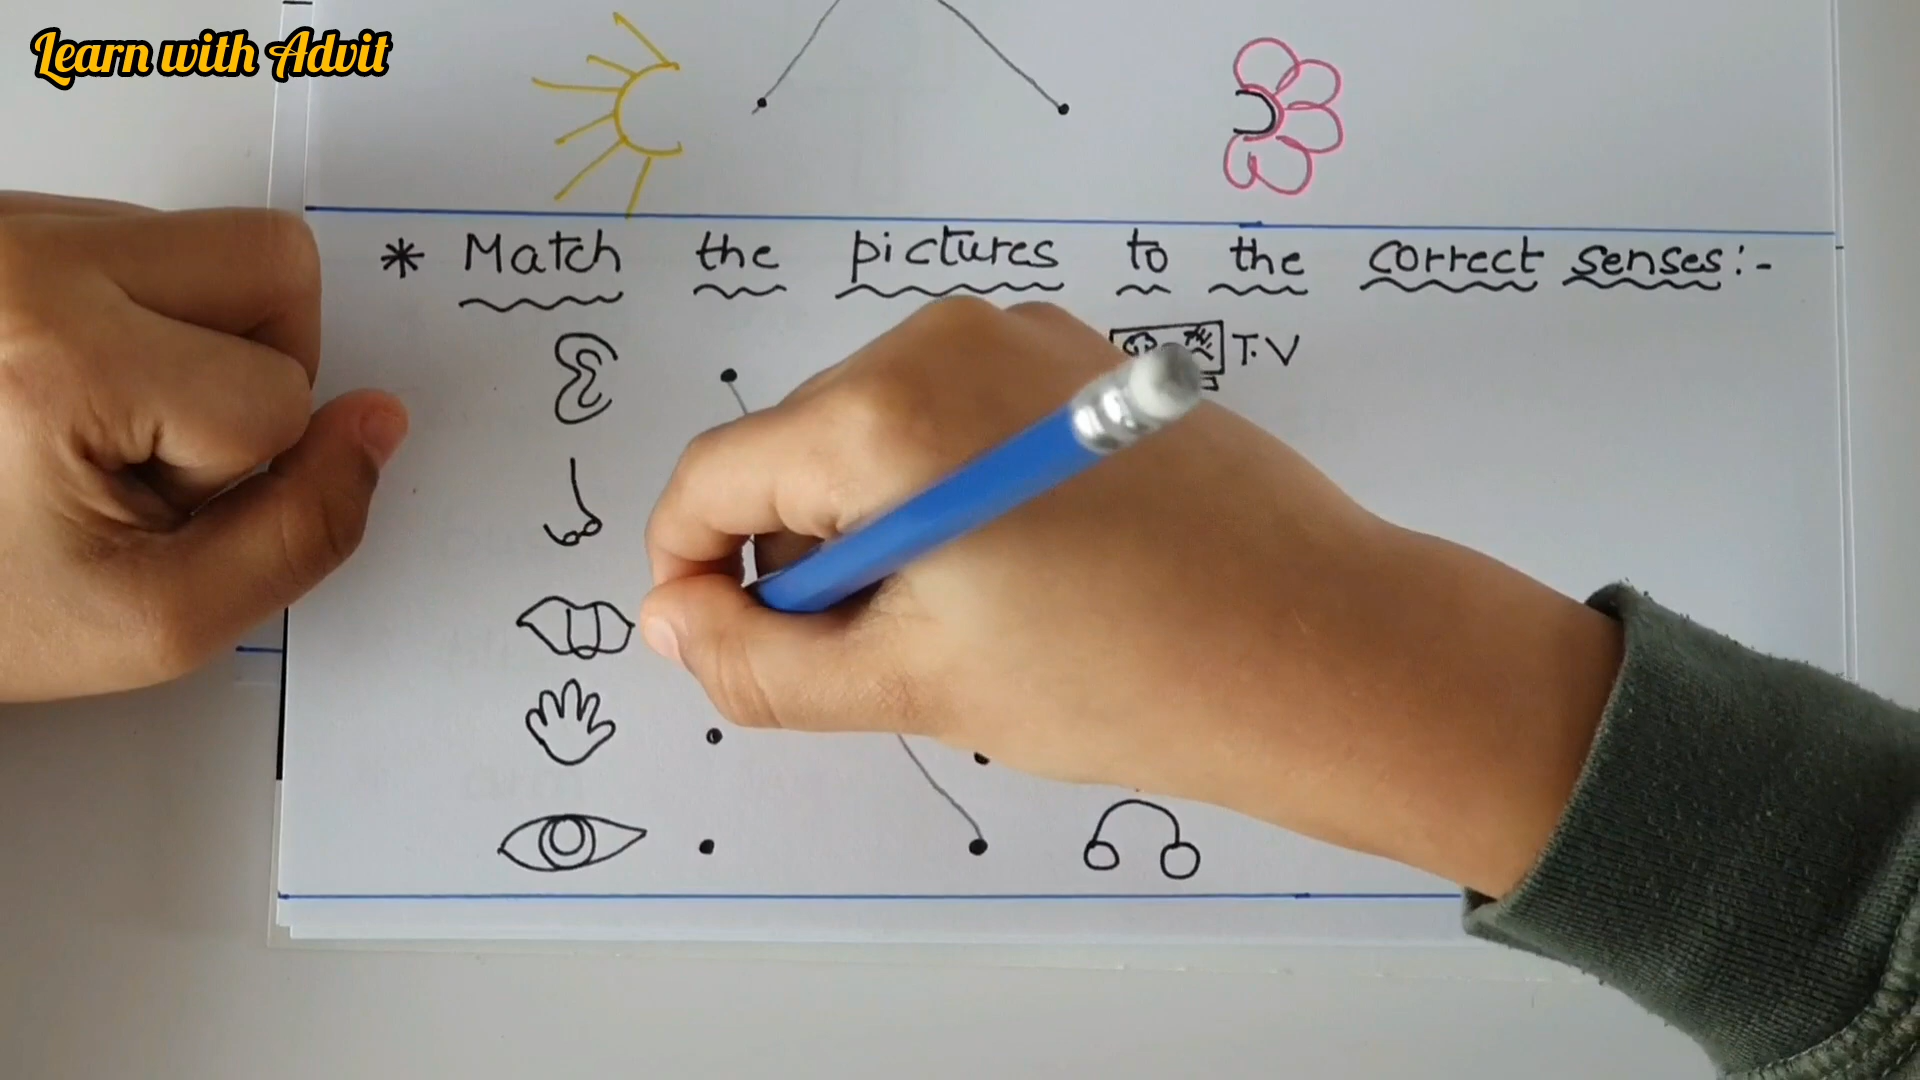 Learn with Advit
* Match the pictures to the correct senses:-
T.V